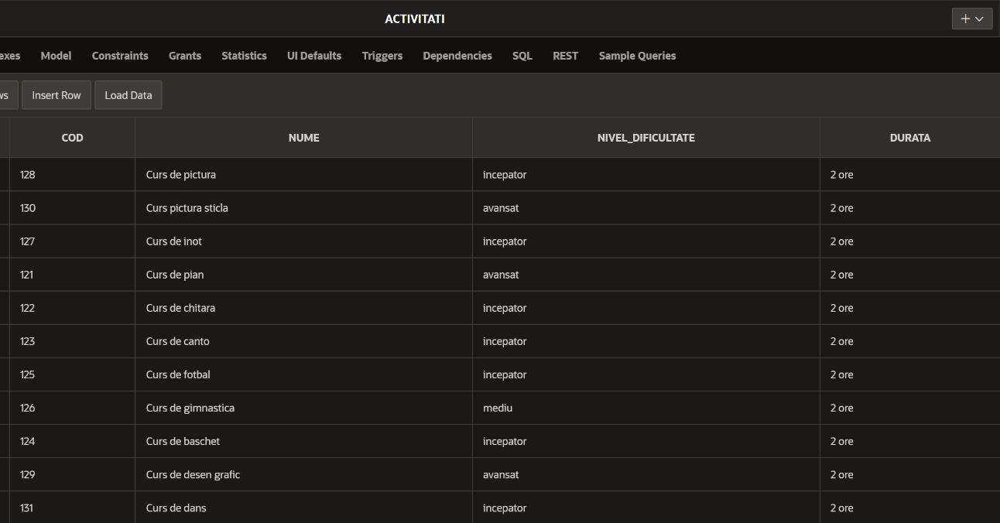 ACTIVITATI
exes Model Constraints Grants Statistics UI Defaults Triggers Dependencies SQL REST Sample Queries
ws Insert Row Load Data
COD NUME NIVEL_DIFICULTATE DURATA
128 Curs de pictura incepator 2 ore
130 Curs pictura sticla avansat 2 ore
127 Curs de inot incepator 2 ore
121 Curs de pian avansat 2 ore
122 Curs de chitara incepator 2 ore
123 Curs de canto incepator 2 ore
125 Curs de fotbal incepator 2 ore
126 Curs de gimnastica mediu 2 ore
124 Curs de baschet incepator 2 ore
129 Curs de desen grafic avansat 2 ore
131 Curs de dans incepator 2 ore